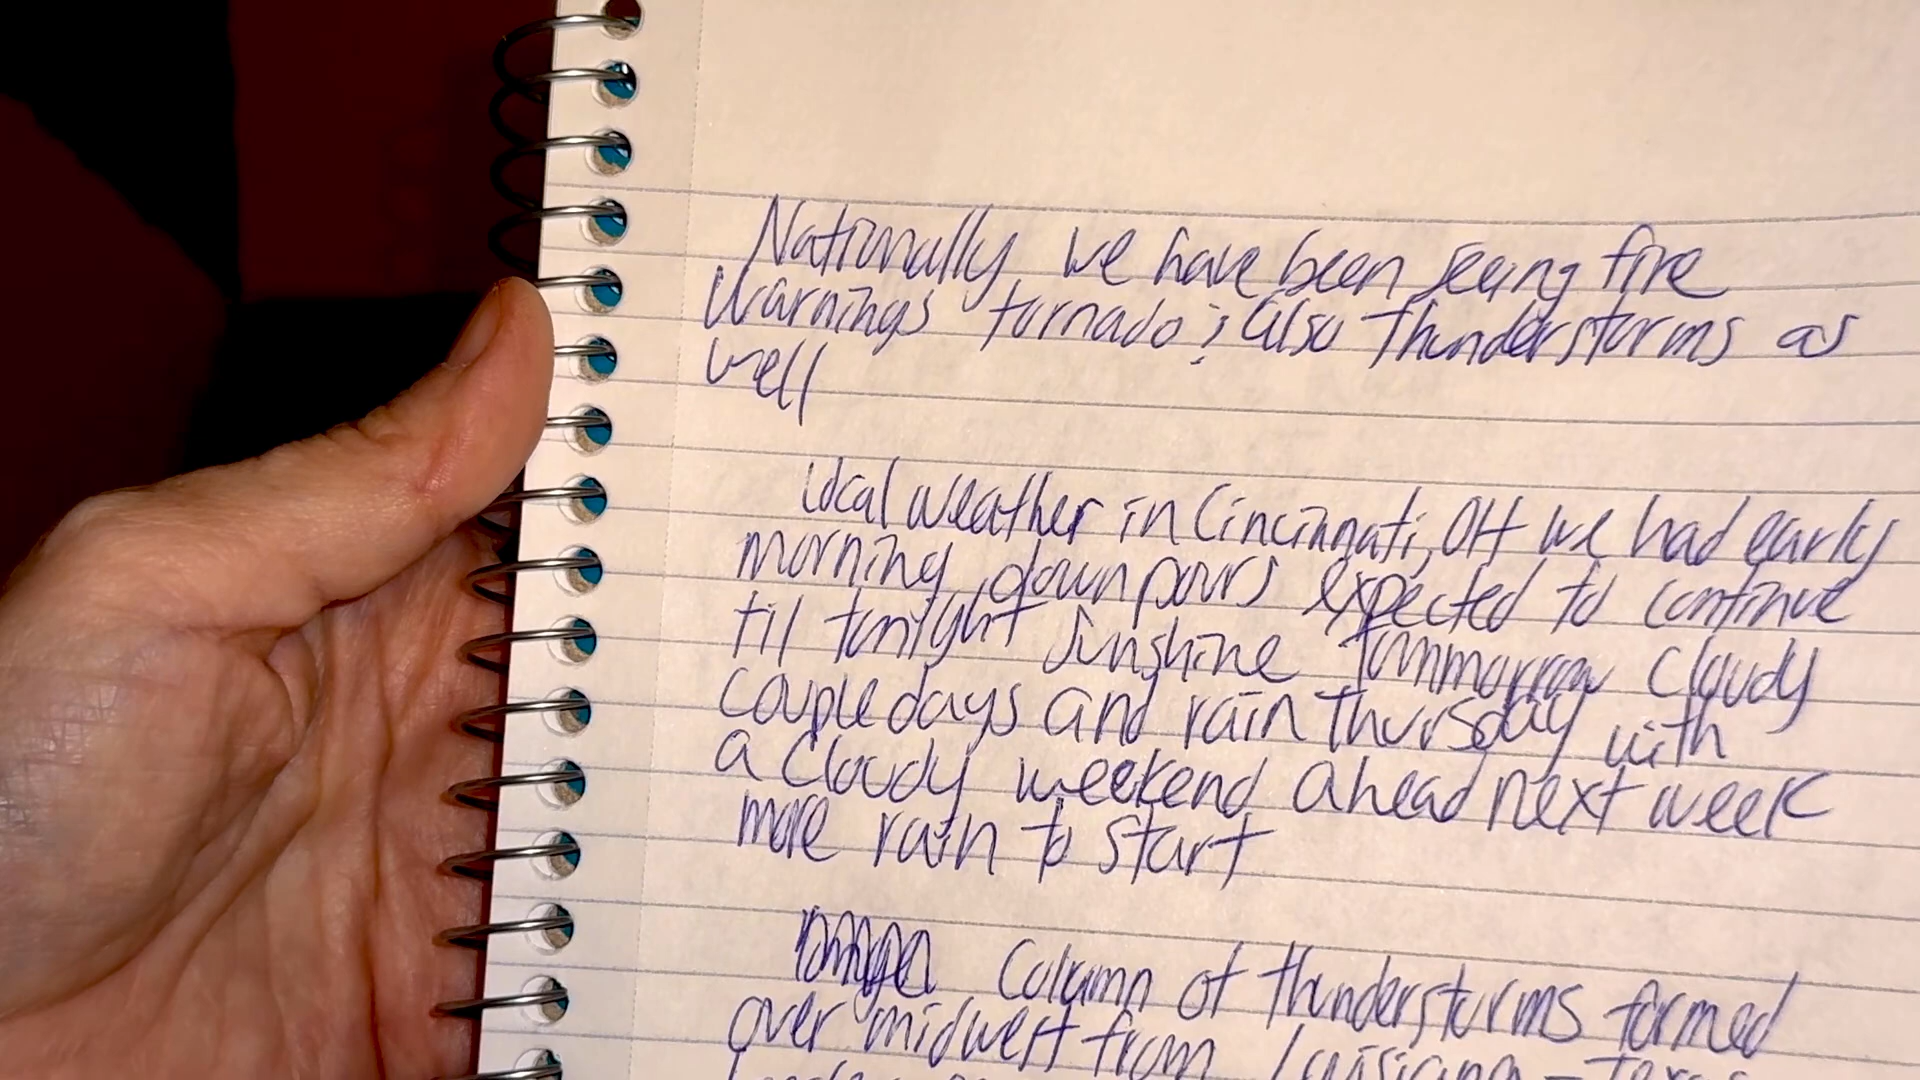 Nationally we have been seeing fire
warnings tornado; also thunderstorms as
well
Local weather in Cincinnati, OH we had early
morning downpours expected to continue
til tonight sunshine tommorrow cloudy
couple days and rain thursday with
a cloudy weekend ahead next week
more rain to start
Column of thunderstorms formed
over midwest from Louisiana - Texas